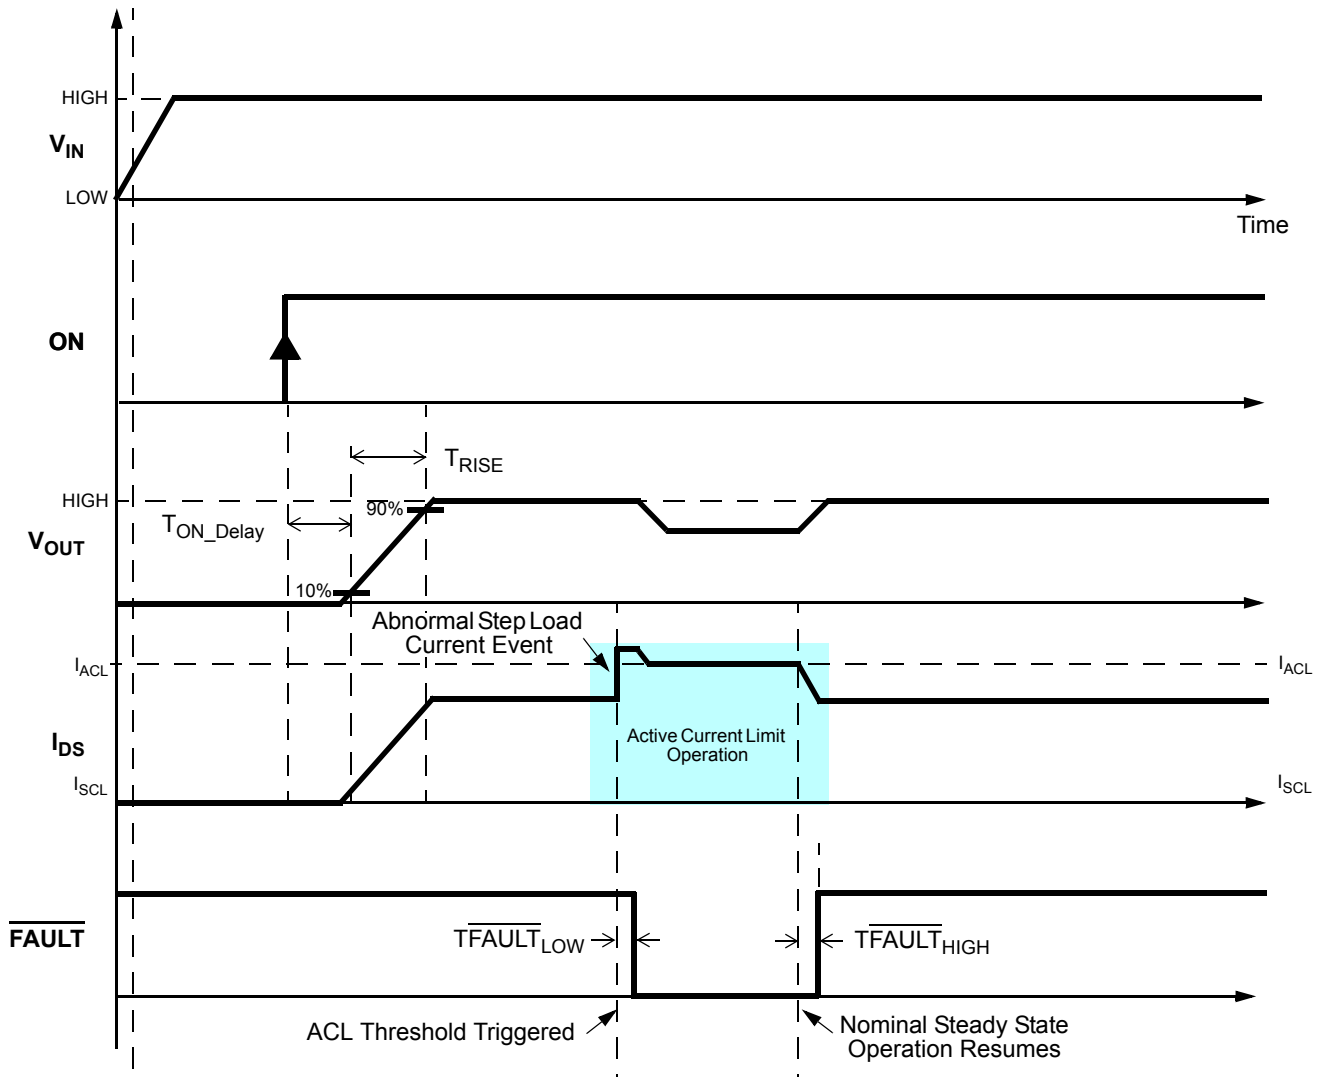 HIGH
VIN
LOW
Time
ON
TRISE
HIGH
90%
TON_Delay
VOUT
10%
Abnormal Step Load
Current Event
IACL
IACL
Active Current Limit
Operation
IDS
ISCL
ISCL
FAULT
TFAULTLOW
TFAULTHIGH
ACL Threshold Triggered
Nominal Steady State
Operation Resumes